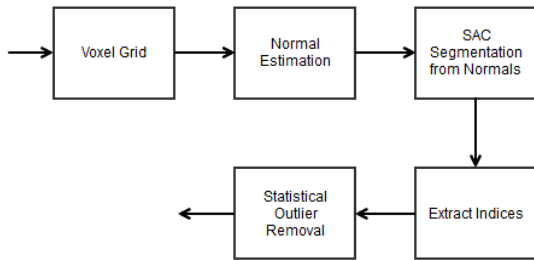 Voxel Grid
Normal
Estimation
SAC
Segmentation
from Normals
Statistical
Outlier
Removal
Extract Indices